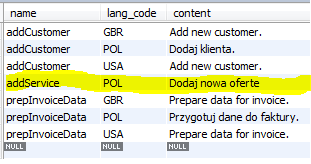 name lang_code content
addCustomer GBR Add new customer.
addCustomer POL Dodaj klienta.
addCustomer USA Add new customer.
addService POL Dodaj nowa oferte
prepInvoiceData GBR Prepare data for invoice.
prepInvoiceData POL Przygotuj dane do faktury.
prepInvoiceData USA Prepare data for invoice.
NULL NULL NULL